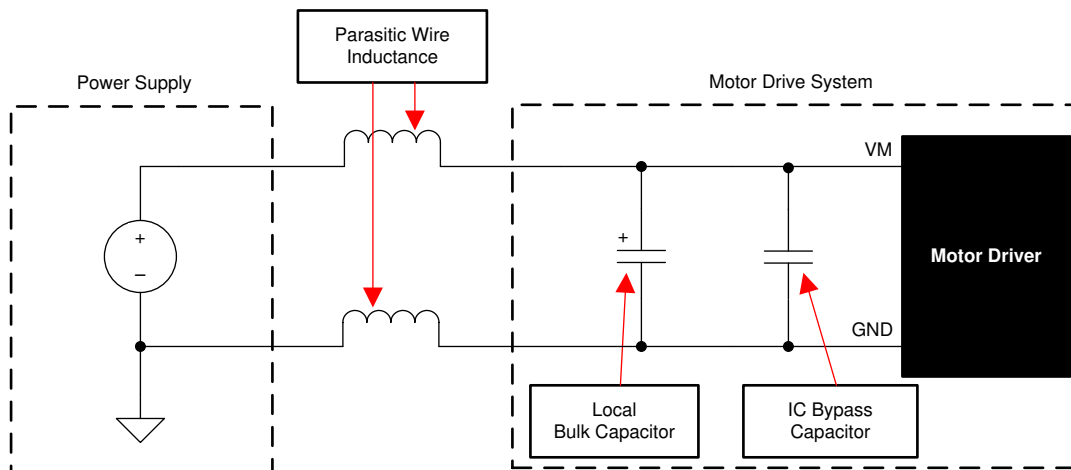 Parasitic Wire
Inductance
Power Supply
Motor Drive System
VM
+
+
−
Motor Driver
GND
Local
Bulk Capacitor
IC Bypass
Capacitor